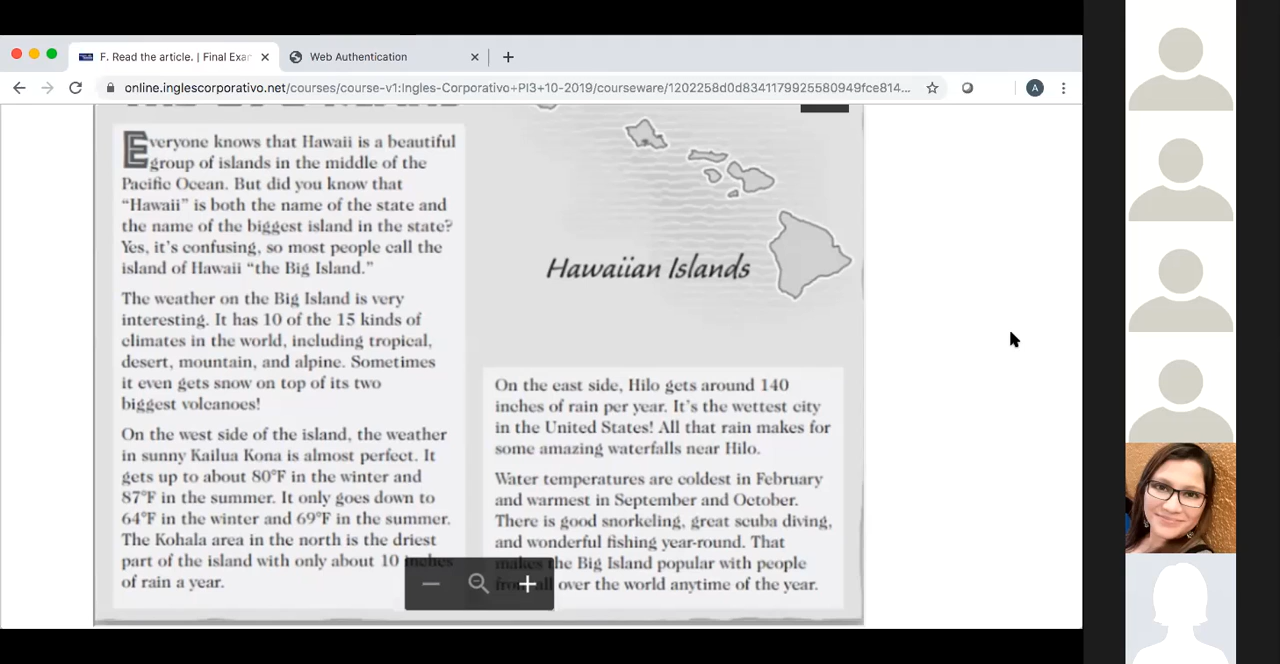 F. Read the article. | Final Exar
Web Authentication
online.inglescorporativo.net/courses/course-v1:Ingles-Corporativo+PI3+10-2019/courseware/1202258d0d8341179925580949fce814...
A
Everyone knows that Hawaii is a beautiful
group of islands in the middle of the
Pacific Ocean. But did you know that
“Hawaii” is both the name of the state and
the name of the biggest island in the state?
Yes, it’s confusing, so most people call the
island of Hawaii “the Big Island.”
The weather on the Big Island is very
interesting. It has 10 of the 15 kinds of
climates in the world, including tropical,
desert, mountain, and alpine. Sometimes
it even gets snow on top of its two
biggest volcanoes!
On the west side of the island, the weather
in sunny Kailua Kona is almost perfect. It
gets up to about 80°F in the winter and
87°F in the summer. It only goes down to
64°F in the winter and 69°F in the summer.
The Kohala area in the north is the driest
part of the island with only about 10 inches
of rain a year.
Hawaiian Islands
On the east side, Hilo gets around 140
inches of rain per year. It’s the wettest city
in the United States! All that rain makes for
some amazing waterfalls near Hilo.
Water temperatures are coldest in February
and warmest in September and October.
There is good snorkeling, great scuba diving,
and wonderful fishing year-round. That
makes the Big Island popular with people
from all over the world anytime of the year.